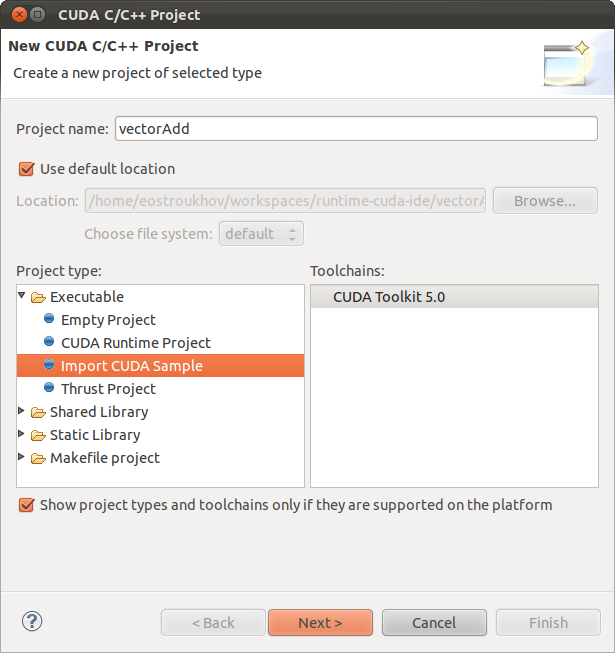 CUDA C/C++ Project
New CUDA C/C++ Project
Create a new project of selected type
Project name: vectorAdd
Use default location
Location: /home/eostroukhov/workspaces/runtime-cuda-ide/vectorA Browse...
Choose file system: default
Project type: Toolchains:
Executable CUDA Toolkit 5.0
Empty Project
CUDA Runtime Project
Import CUDA Sample
Thrust Project
Shared Library
Static Library
Makefile project
Show project types and toolchains only if they are supported on the platform
? < Back Next > Cancel Finish